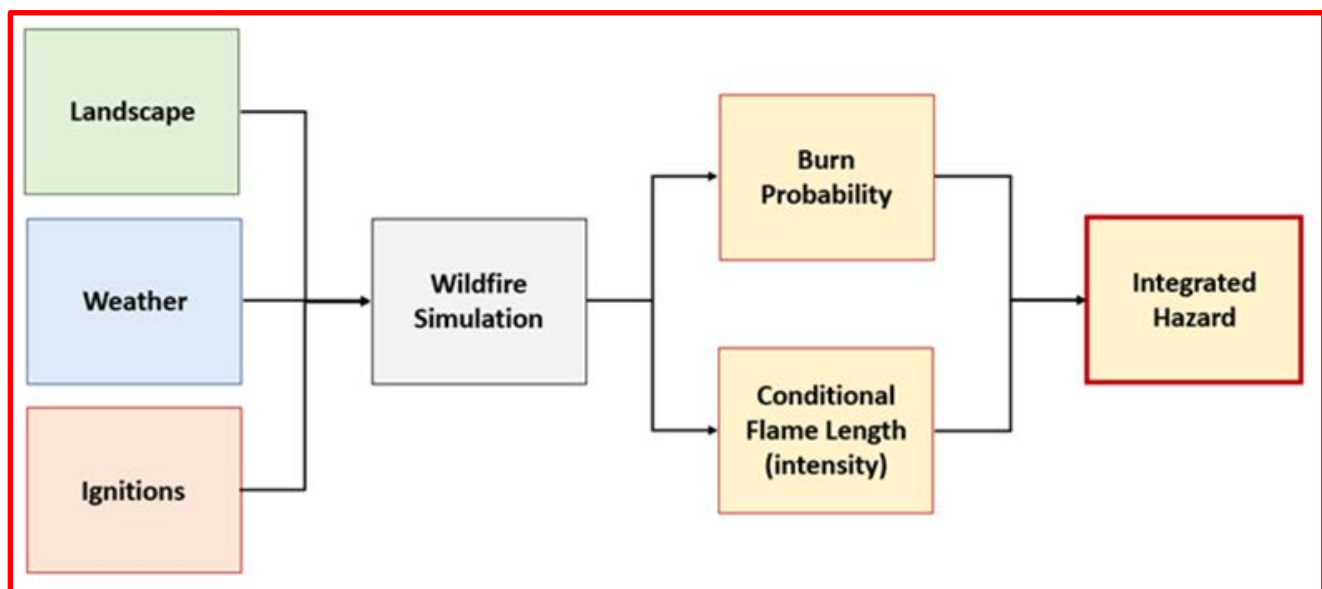 Landscape
Weather
Ignitions
Wildfire
Simulation
Burn
Probability
Conditional
Flame Length
(intensity)
Integrated
Hazard